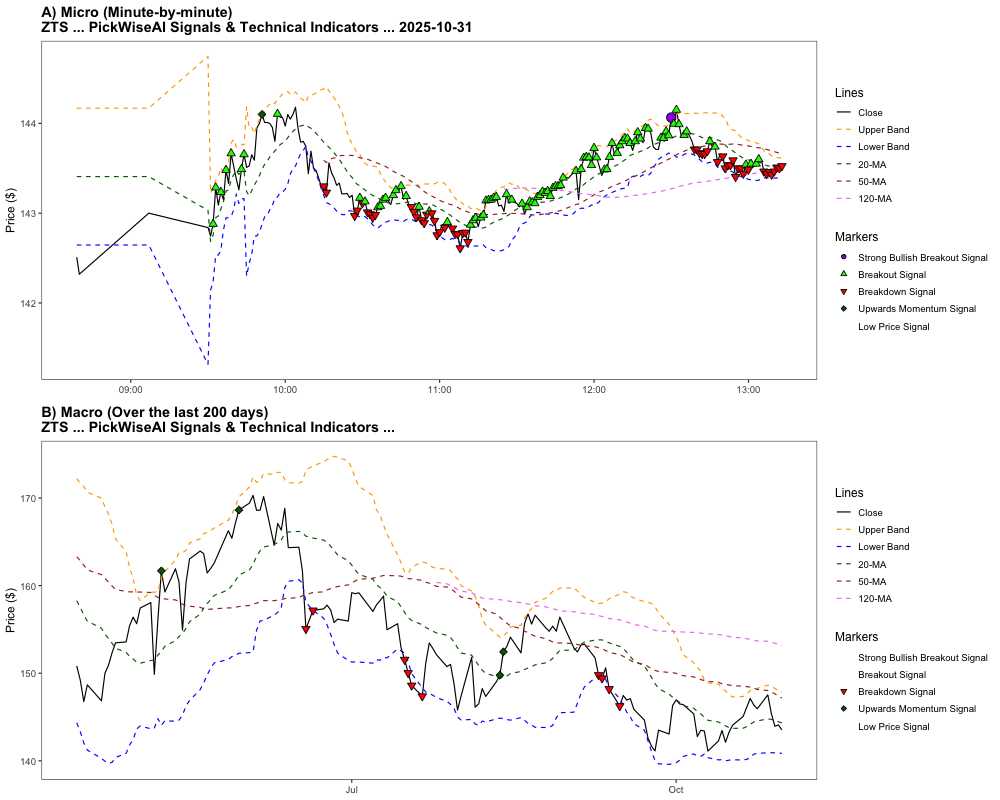 A) Micro (Minute-by-minute)
ZTS ... PickWiseAI Signals & Technical Indicators ... 2025-10-31
Price ($)
144
143
142
09:00
10:00
11:00
12:00
13:00
Lines
Close
Upper Band
Lower Band
20-MA
50-MA
120-MA
Markers
Strong Bullish Breakout Signal
Breakout Signal
Breakdown Signal
Upwards Momentum Signal
Low Price Signal
B) Macro (Over the last 200 days)
ZTS ... PickWiseAI Signals & Technical Indicators ...
Price ($)
170
160
150
140
Jul
Oct
Lines
Close
Upper Band
Lower Band
20-MA
50-MA
120-MA
Markers
Strong Bullish Breakout Signal
Breakout Signal
Breakdown Signal
Upwards Momentum Signal
Low Price Signal